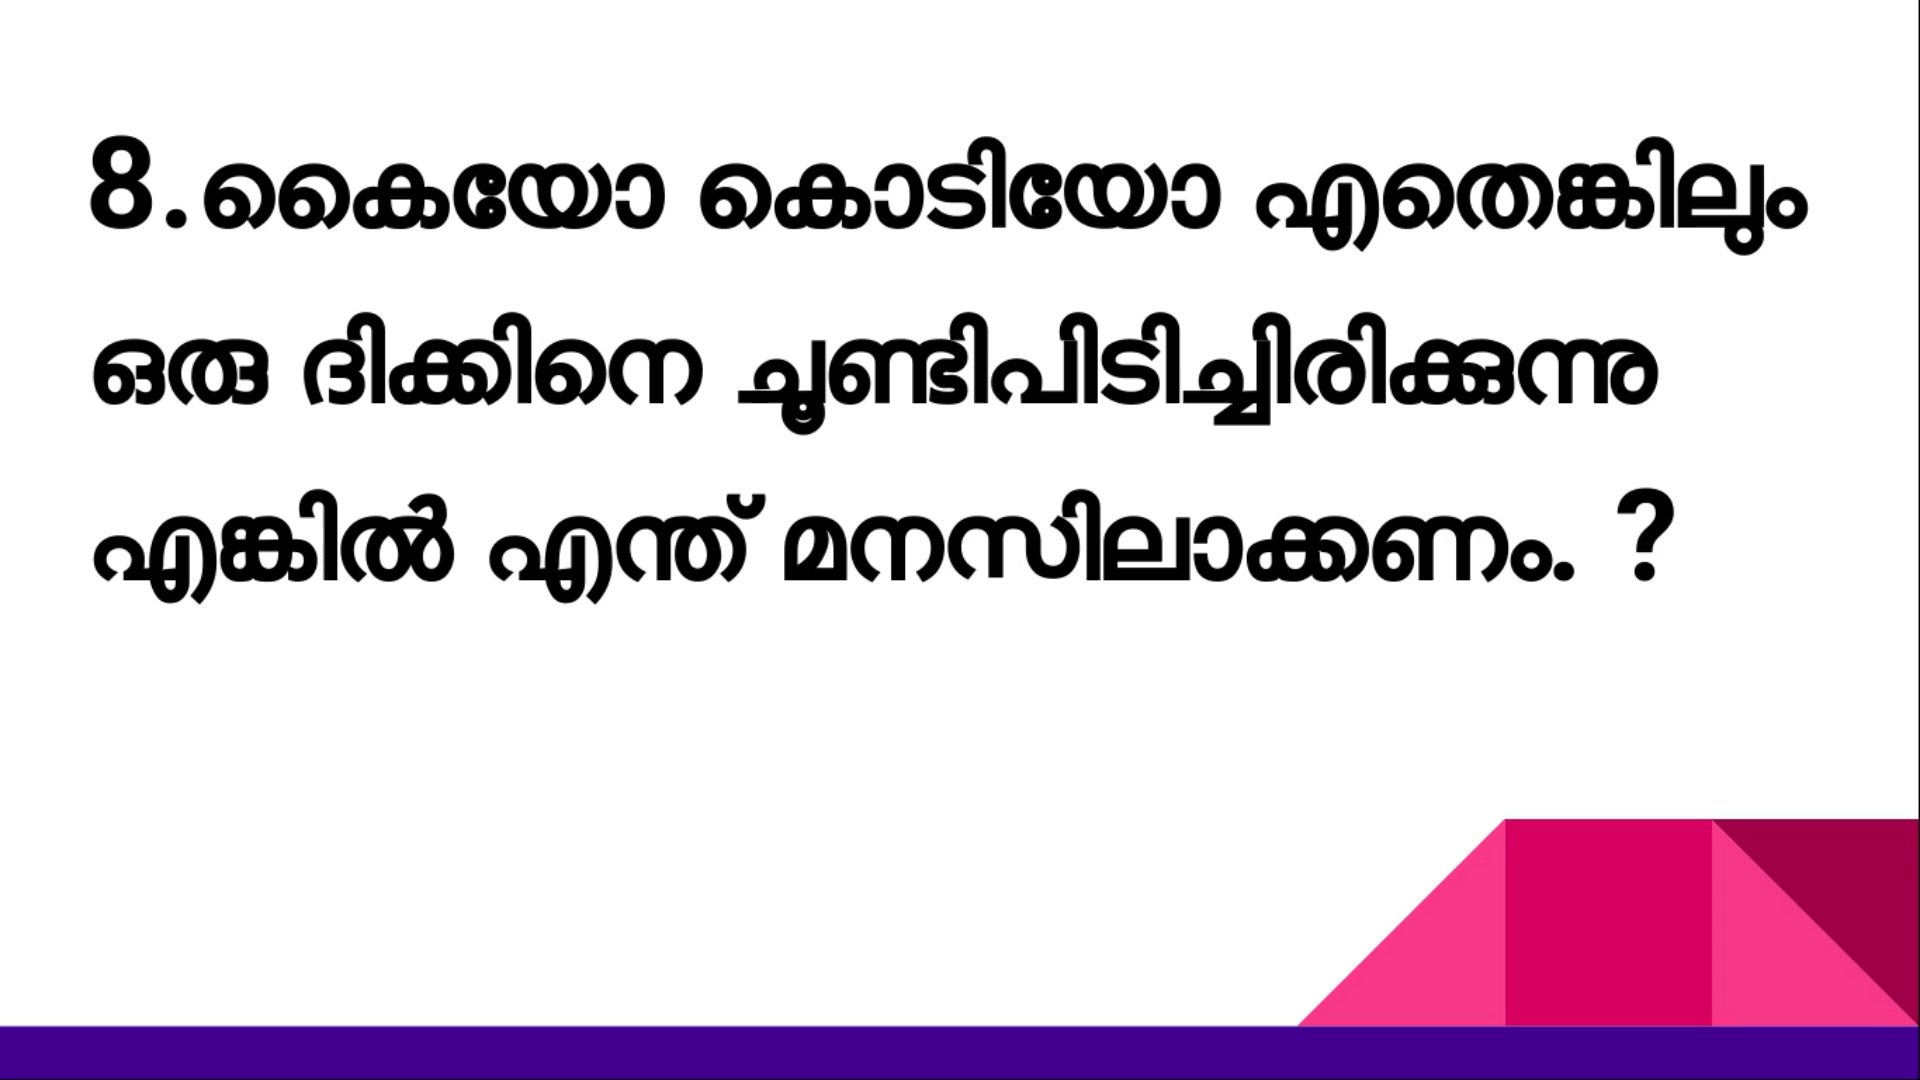 8.കൈയോ കൊടിയോ എതെങ്കിലും
ഒരു ദിക്കിനെ ചൂണ്ടിപിടിച്ചിരിക്കുന്നു
എങ്കിൽ എന്ത് മനസിലാക്കണം. ?